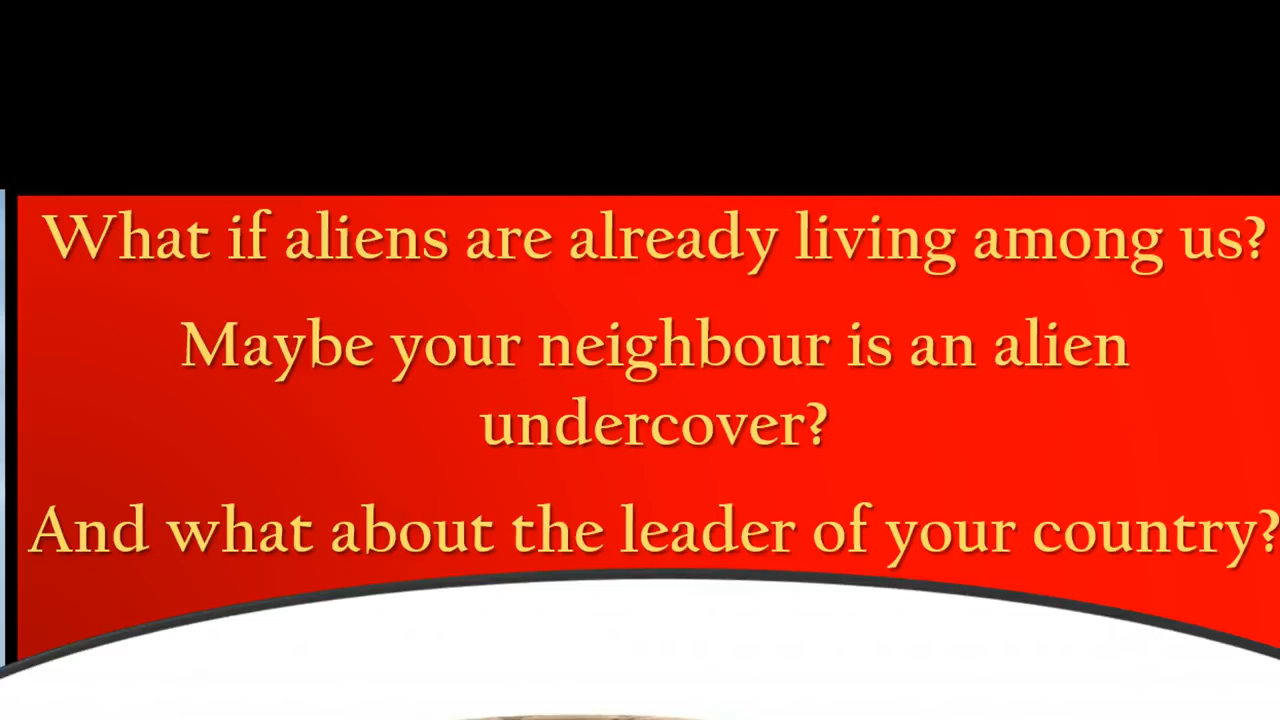 What if aliens are already living among us?
Maybe your neighbour is an alien
undercover?
And what about the leader of your country?